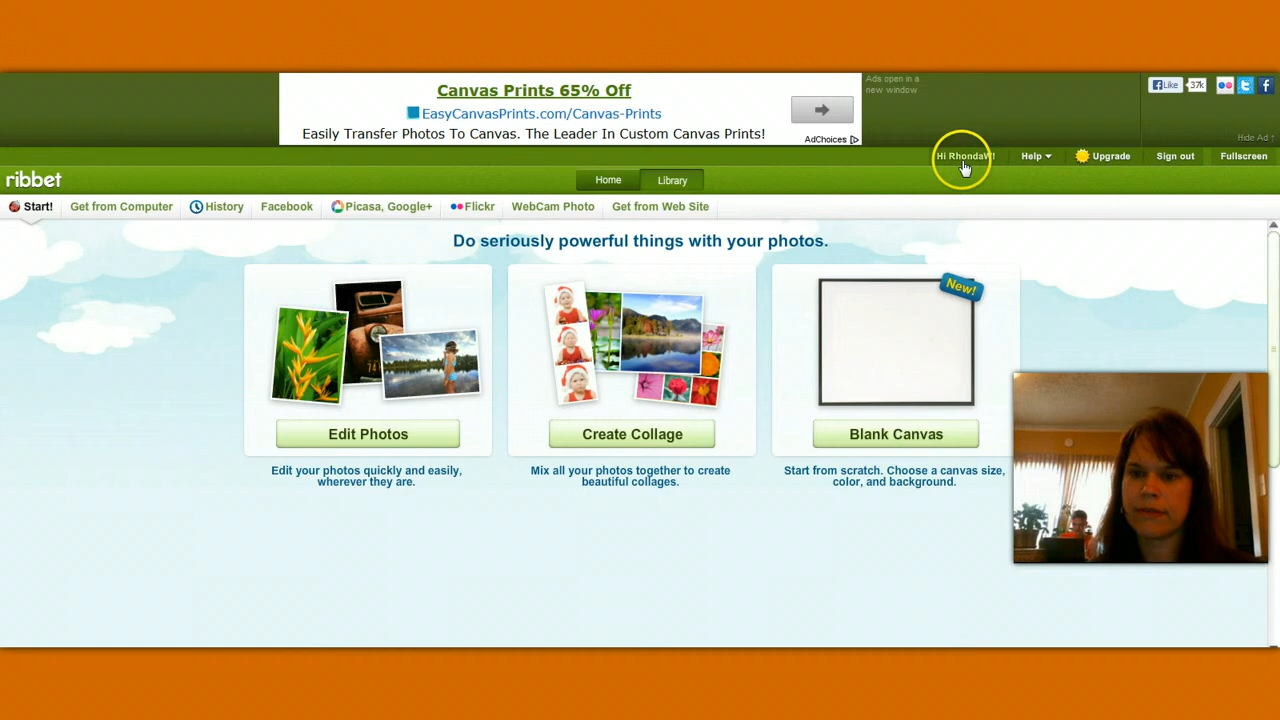 Canvas Prints 65% Off
EasyCanvasPrints.com/Canvas-Prints
Easily Transfer Photos To Canvas. The Leader In Custom Canvas Prints!
AdChoices
Ads open in a
new window
Like
37k
Hide Ad ↑
Hi RhondaW!
Help
Upgrade
Sign out
Fullscreen
ribbet
Home
Library
Start!
Get from Computer
History
Facebook
Picasa, Google+
Flickr
WebCam Photo
Get from Web Site
Do seriously powerful things with your photos.
New!
Edit Photos
Create Collage
Blank Canvas
Edit your photos quickly and easily,
wherever they are.
Mix all your photos together to create
beautiful collages.
Start from scratch. Choose a canvas size,
color, and background.